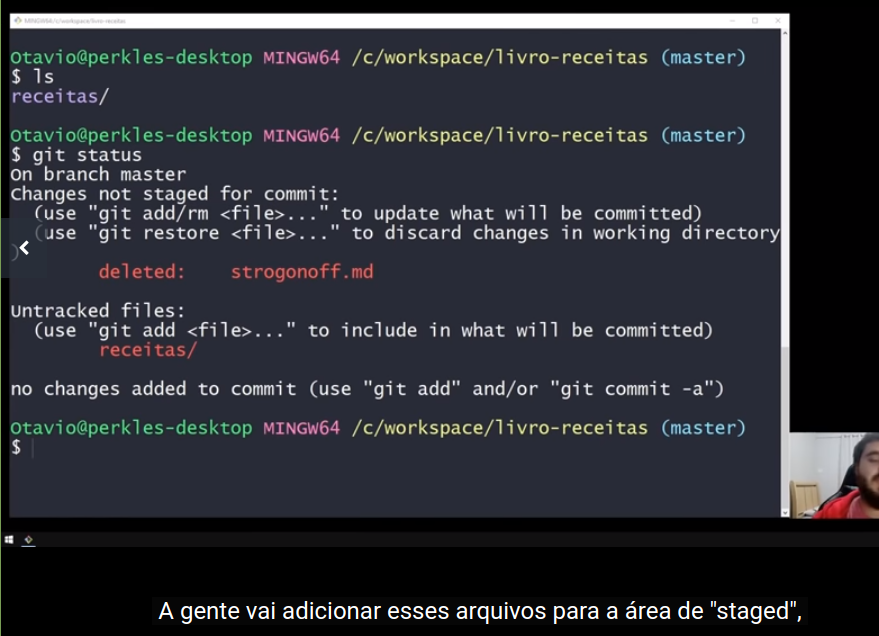 MINGW64:/c/workspace/livro-receitas
Otavio@perkles-desktop MINGW64 /c/workspace/livro-receitas (master)
$ ls
receitas/
Otavio@perkles-desktop MINGW64 /c/workspace/livro-receitas (master)
$ git status
On branch master
Changes not staged for commit:
(use "git add/rm <file>..." to update what will be committed)
(use "git restore <file>..." to discard changes in working directory
)
deleted: strogonoff.md
Untracked files:
(use "git add <file>..." to include in what will be committed)
receitas/
no changes added to commit (use "git add" and/or "git commit -a")
Otavio@perkles-desktop MINGW64 /c/workspace/livro-receitas (master)
$
A gente vai adicionar esses arquivos para a área de "staged",